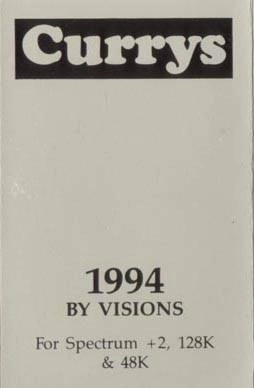 Currys
1994
BY VISIONS
For Spectrum +2, 128K
& 48K